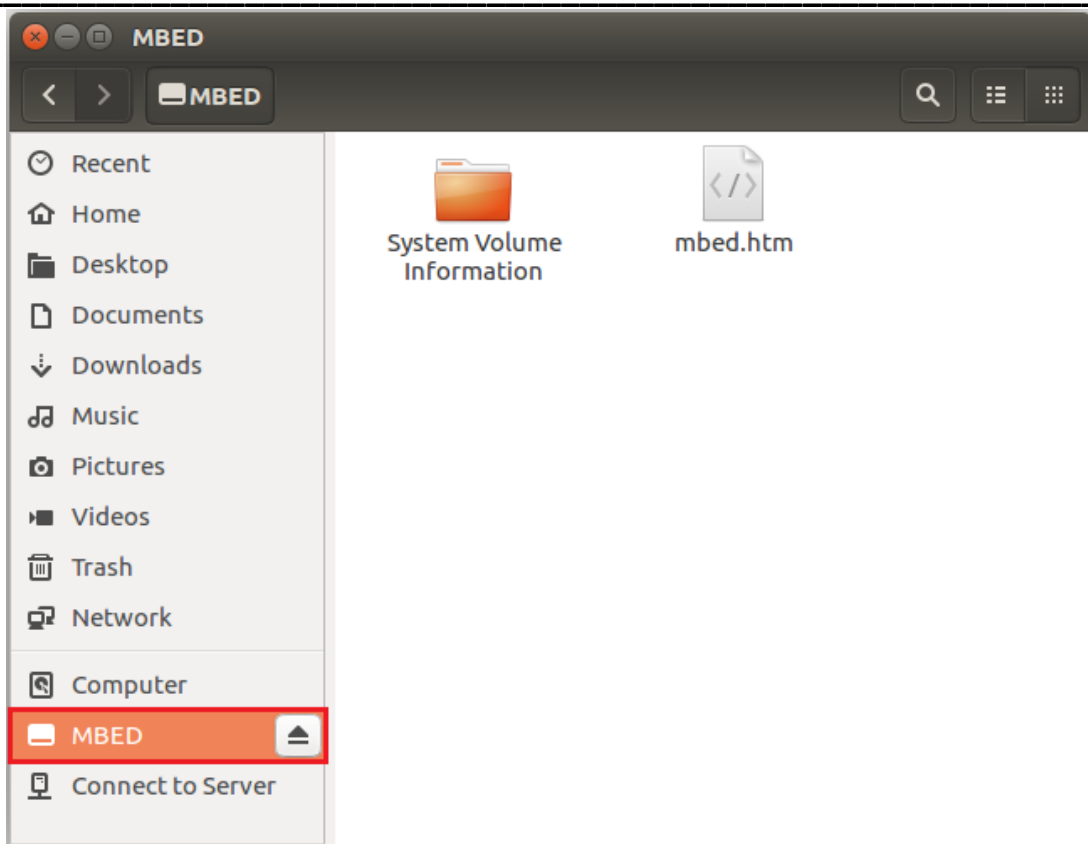 MBED
MBED
Recent
Home
Desktop
Documents
Downloads
Music
Pictures
Videos
Trash
Network
Computer
MBED
Connect to Server
System Volume
Information
mbed.htm